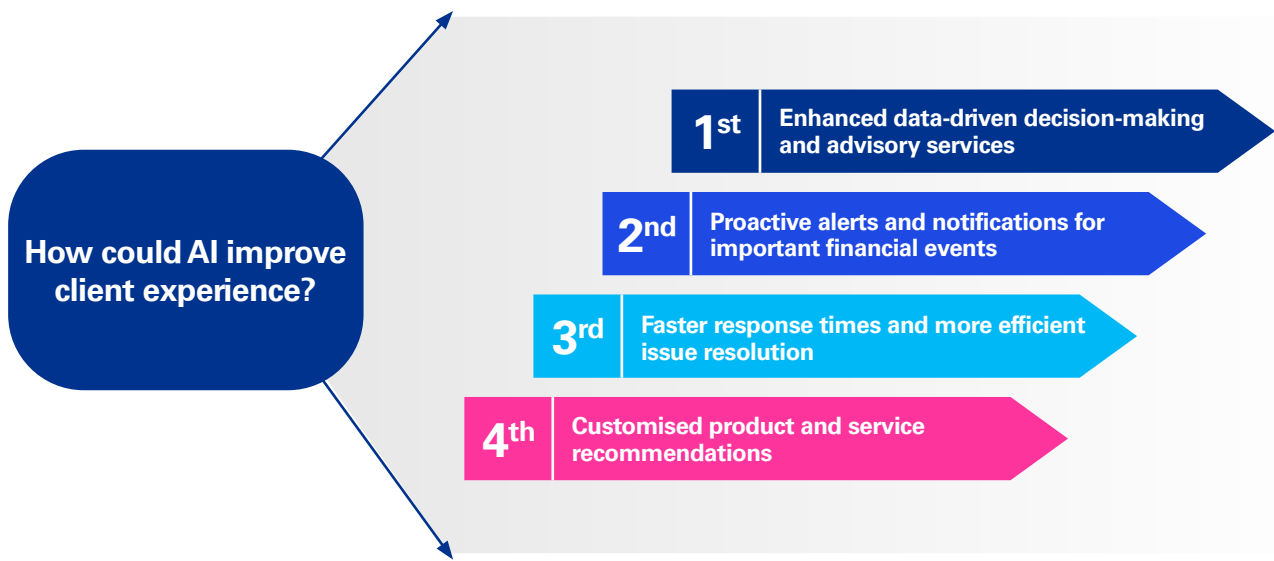 How could AI improve
client experience?
1st
Enhanced data-driven decision-making
and advisory services
2nd
Proactive alerts and notifications for
important financial events
3rd
Faster response times and more efficient
issue resolution
4th
Customised product and service
recommendations